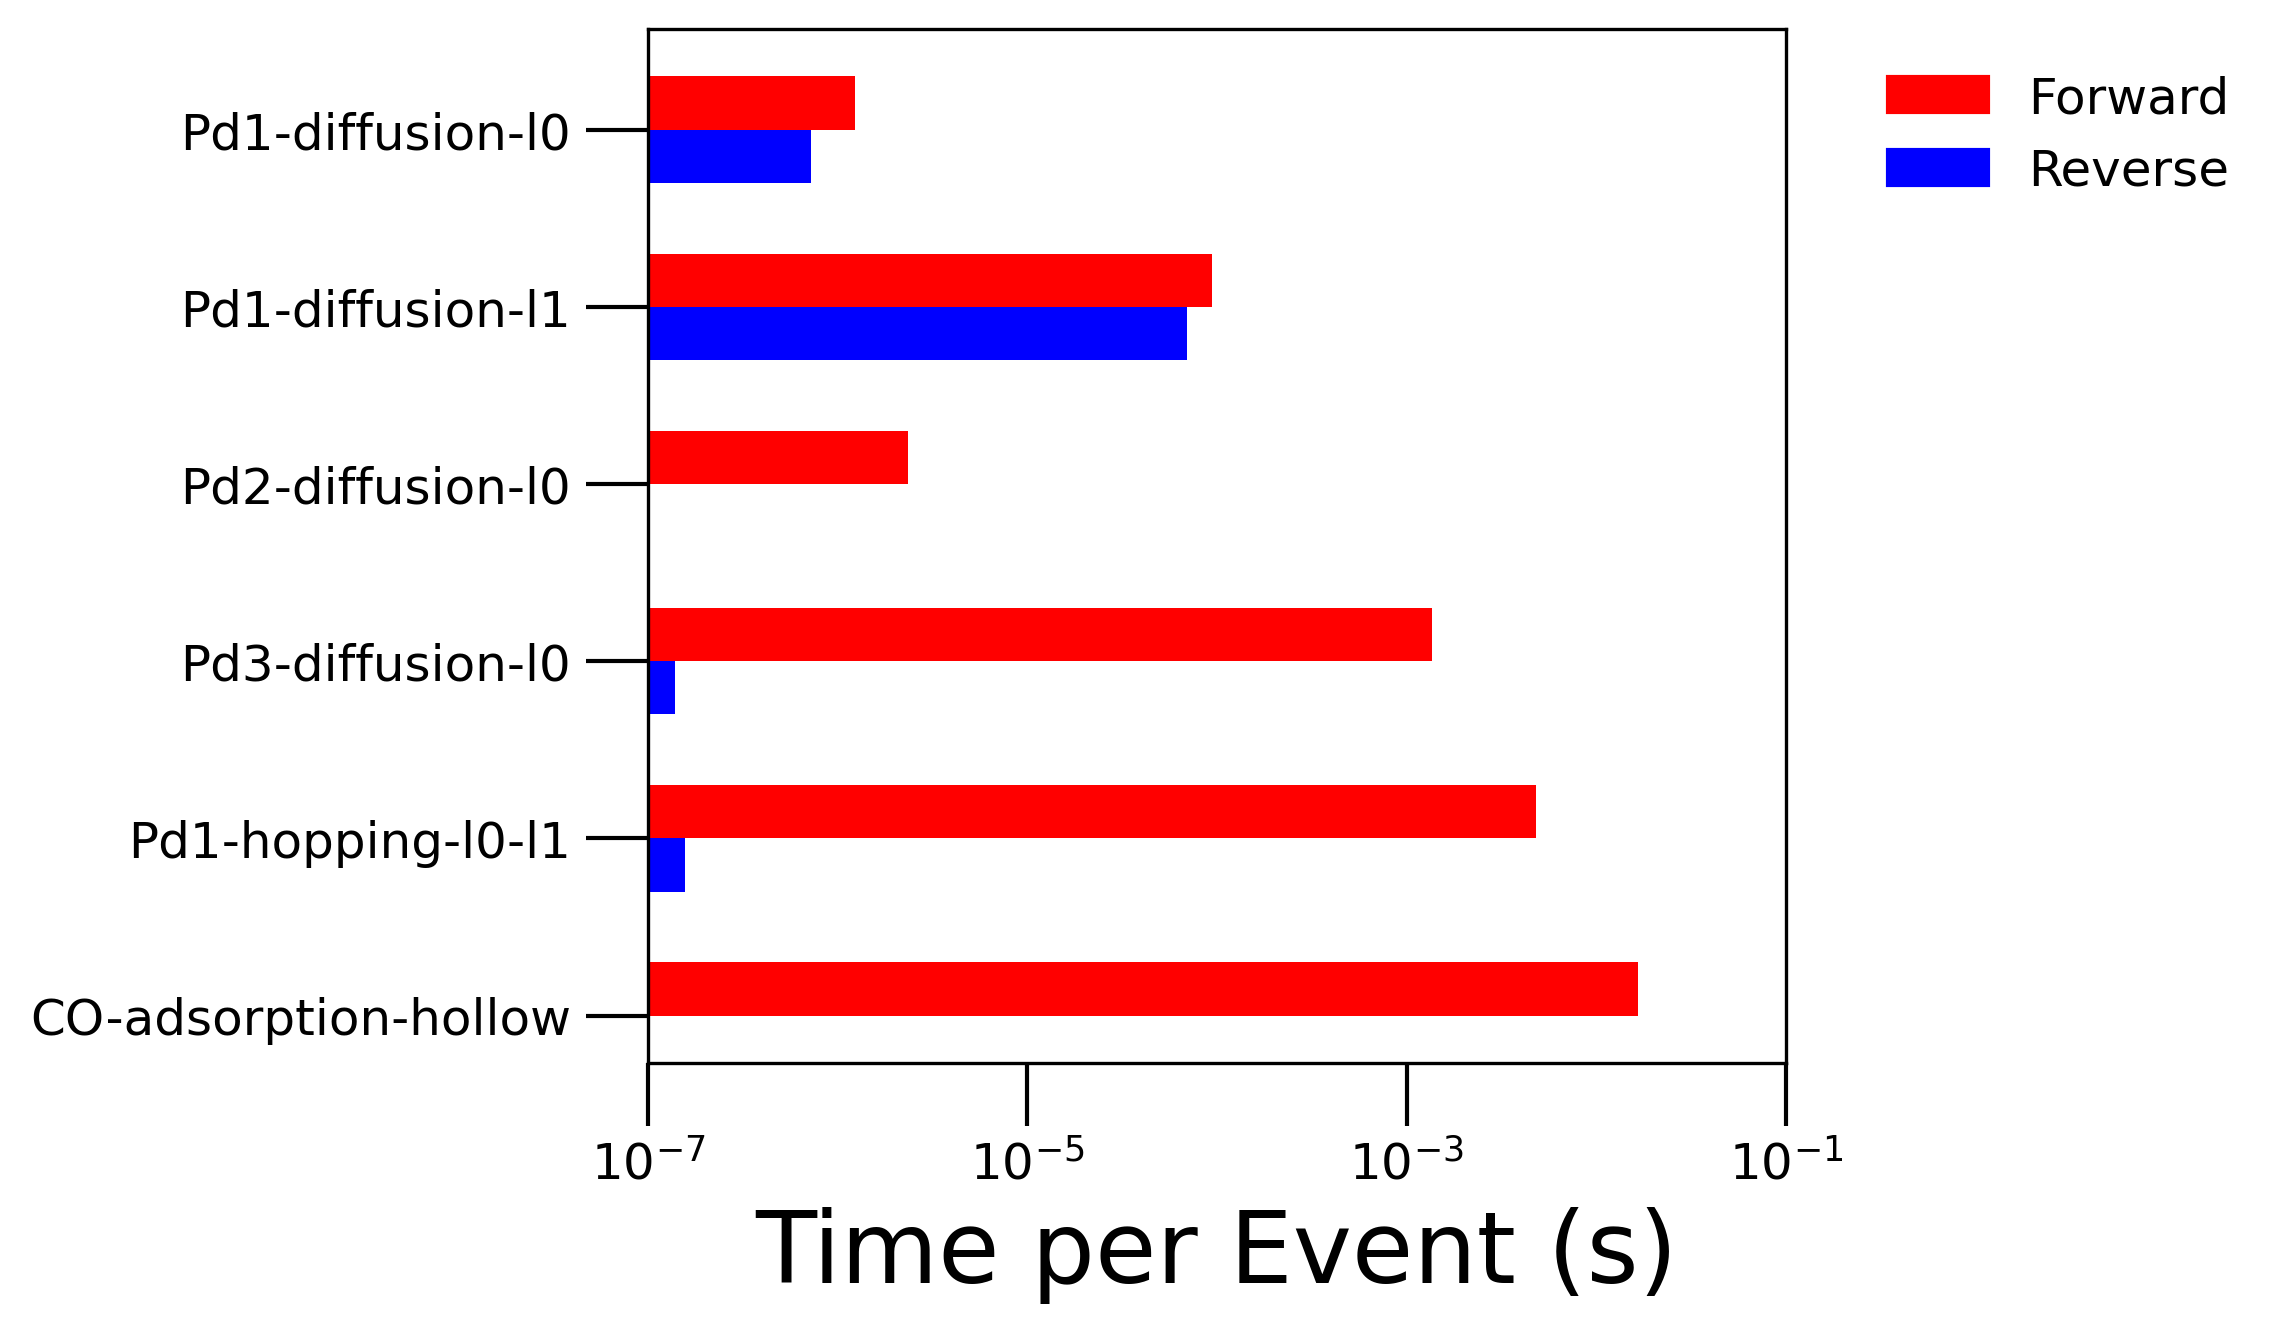 Forward
Reverse
Pd1-diffusion-l0
Pd1-diffusion-l1
Pd2-diffusion-l0
Pd3-diffusion-l0
Pd1-hopping-l0-l1
CO-adsorption-hollow
10⁻⁷ 10⁻⁵ 10⁻³ 10⁻¹
Time per Event (s)